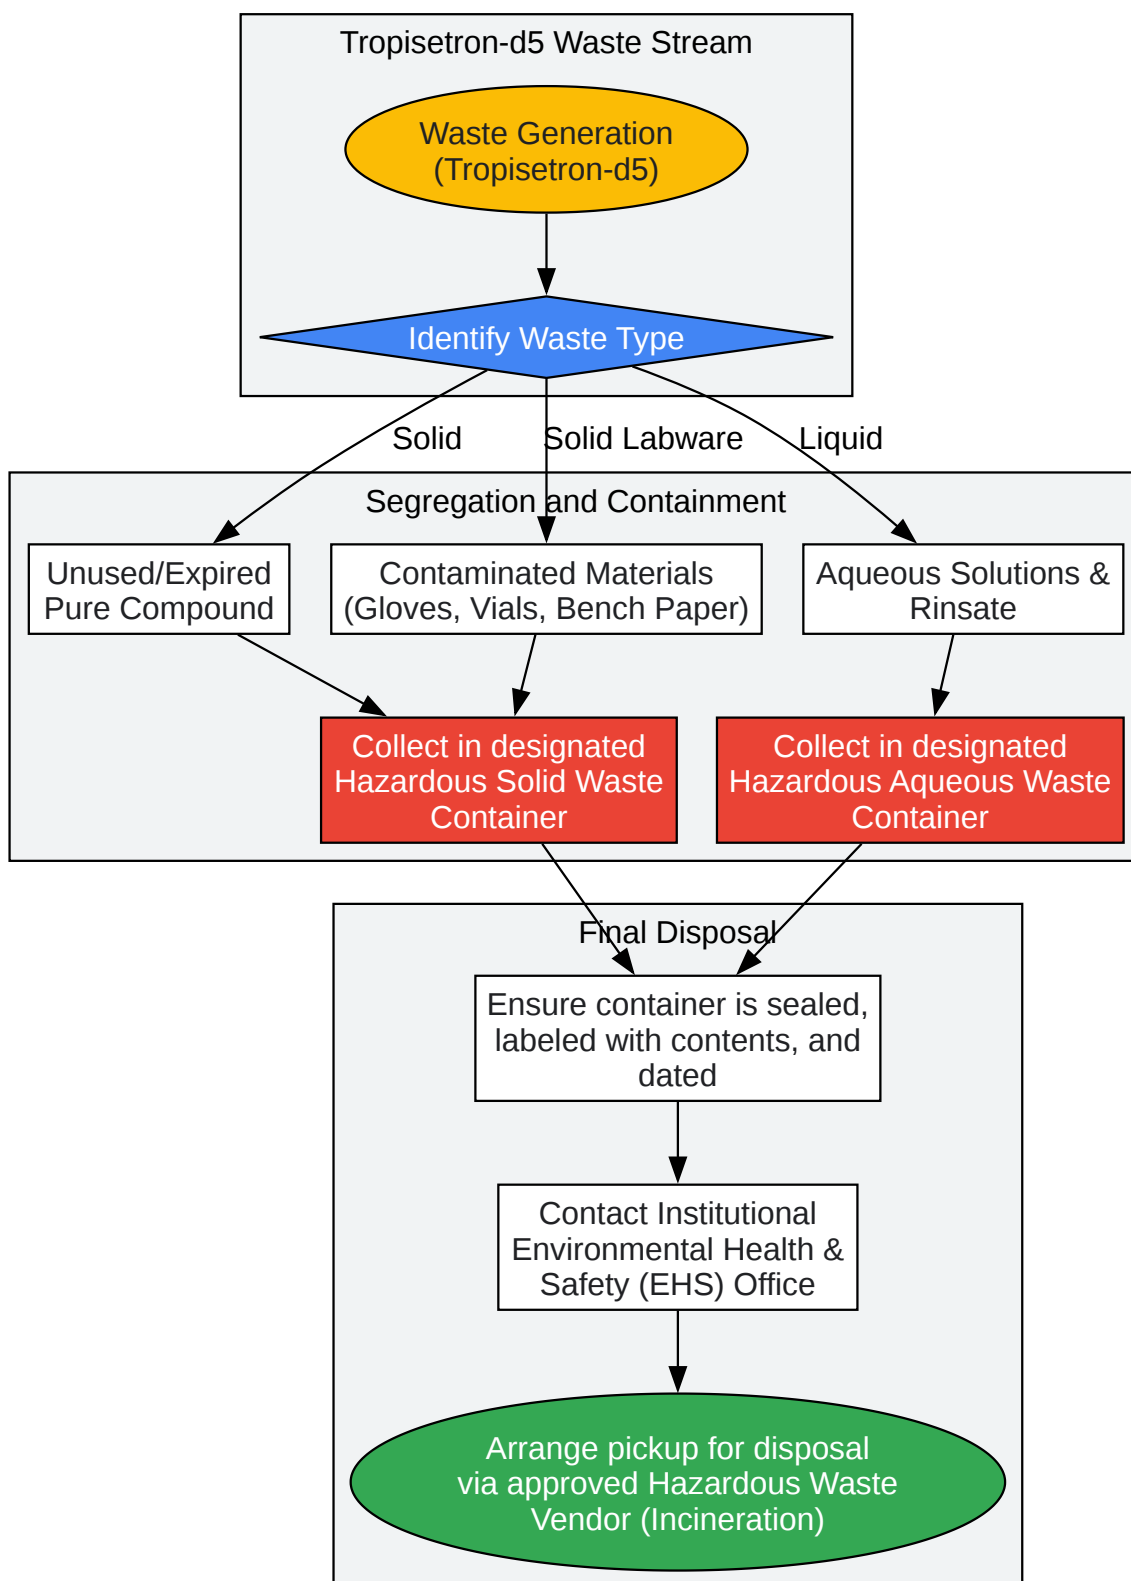 Tropisetron-d5 Waste Stream
Waste Generation
(Tropisetron-d5)
Identify Waste Type
Solid
Solid Labware
Liquid
Segregation and Containment
Unused/Expired
Pure Compound
Contaminated Materials
(Gloves, Vials, Bench Paper)
Aqueous Solutions &
Rinsate
Collect in designated
Hazardous Solid Waste
Container
Collect in designated
Hazardous Aqueous Waste
Container
Final Disposal
Ensure container is sealed,
labeled with contents, and
dated
Contact Institutional
Environmental Health &
Safety (EHS) Office
Arrange pickup for disposal
via approved Hazardous Waste
Vendor (Incineration)